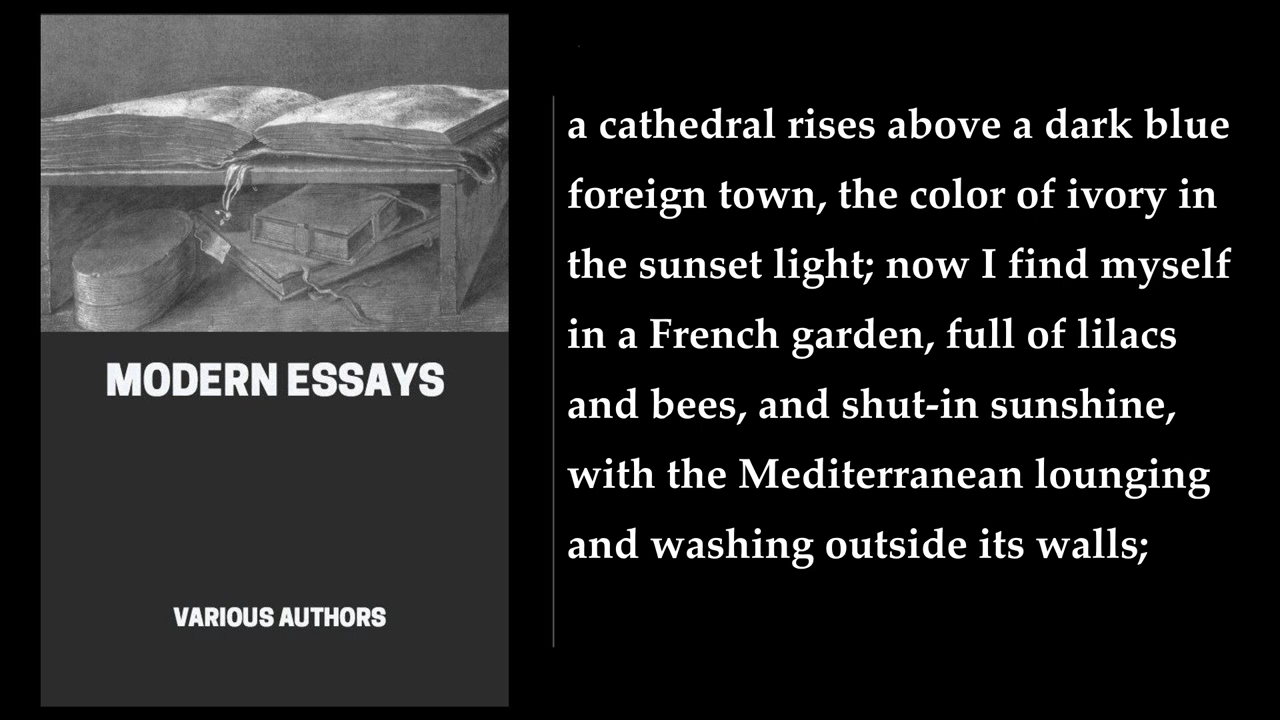 MODERN ESSAYS
VARIOUS AUTHORS
a cathedral rises above a dark blue
foreign town, the color of ivory in
the sunset light; now I find myself
in a French garden, full of lilacs
and bees, and shut-in sunshine,
with the Mediterranean lounging
and washing outside its walls;